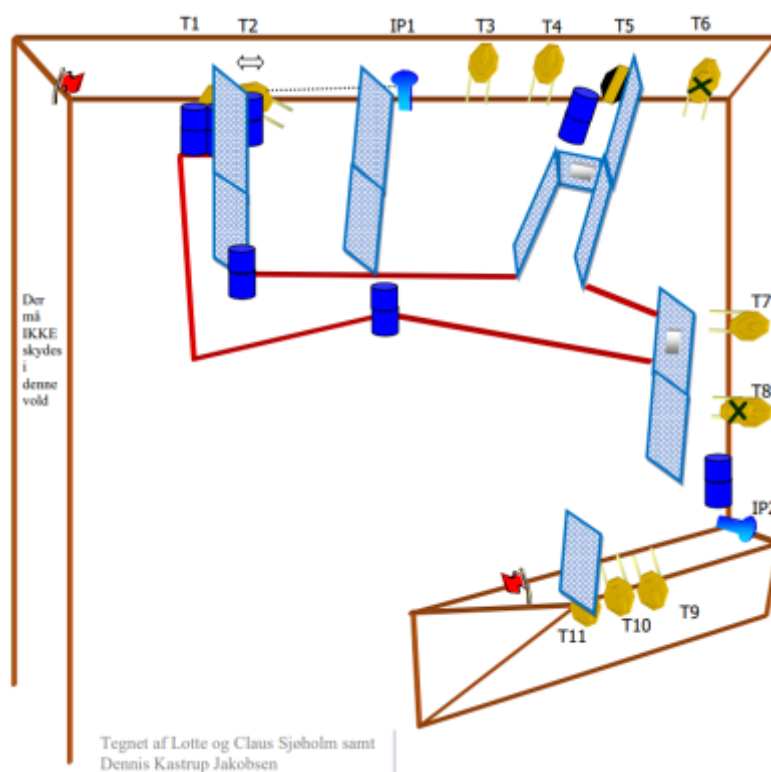 T1 T2 IP1 T3 T4 T5 T6
T7
Der
må
IKKE
skydes
i
denne
vold
T8
IP2
T9
T10
T11
Tegnet af Lotte og Claus Sjøholm samt
Dennis Kastrup Jakobsen